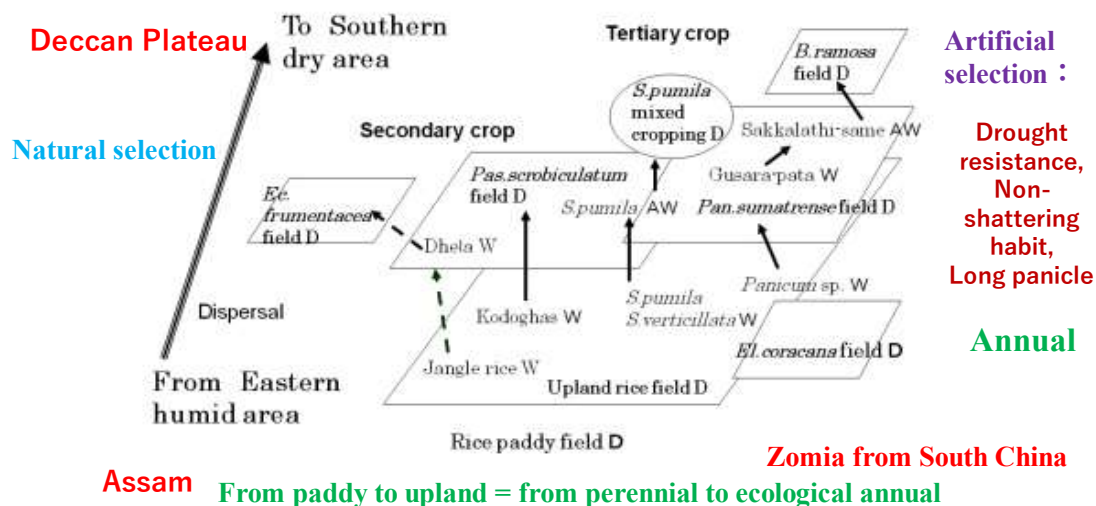 Deccan Plateau
To Southern
dry area
Natural selection
Dispersal
From Eastern
humid area
Assam
Secondary crop
Tertiary crop
Ec.
frumentacea
field D
Pas.scrobiculatum
field D
Dheta W
Kodoghas W
Jangle rice W
S.pumila
mixed
cropping D
S.pumila AW
S.pumila
S.verticillata W
B.ramosa
field D
Sakkalathi-same AW
Gusara-pata W
Pan.sumatrense field D
Panicum sp. W
El.coracana field D
Upland rice field D
Rice paddy field D
Artificial
selection：
Drought
resistance,
Non-
shattering
habit,
Long panicle
Annual
Zomia from South China
From paddy to upland = from perennial to ecological annual